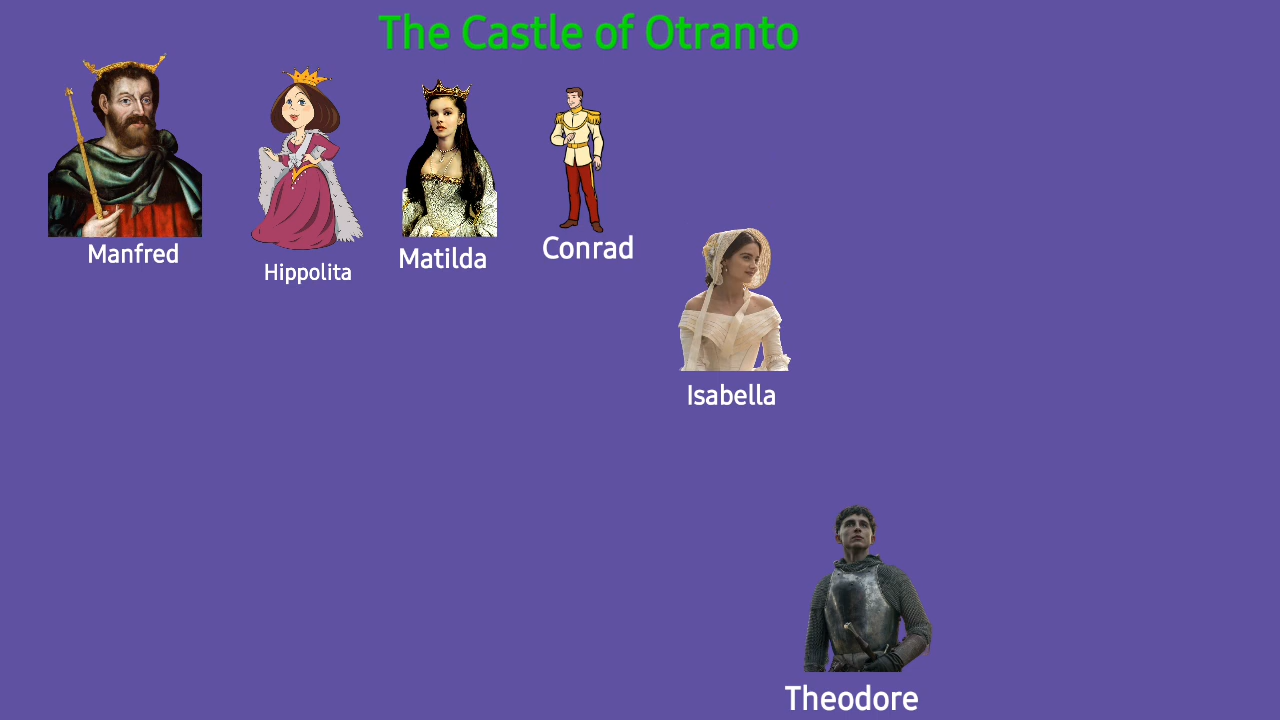 The Castle of Otranto
Manfred
Hippolita
Matilda
Conrad
Isabella
Theodore